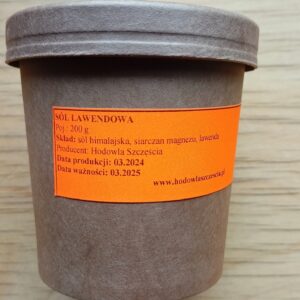 SÓL LAWENDOWA
Poj : 200 g
Skład: sól himalajska, siarczan magnezu, lawenda
Producent: Hodowla Szczęścia
Data produkcji: 03.2024
Data ważności: 03.2025
www.hodowlaszczescia.pl